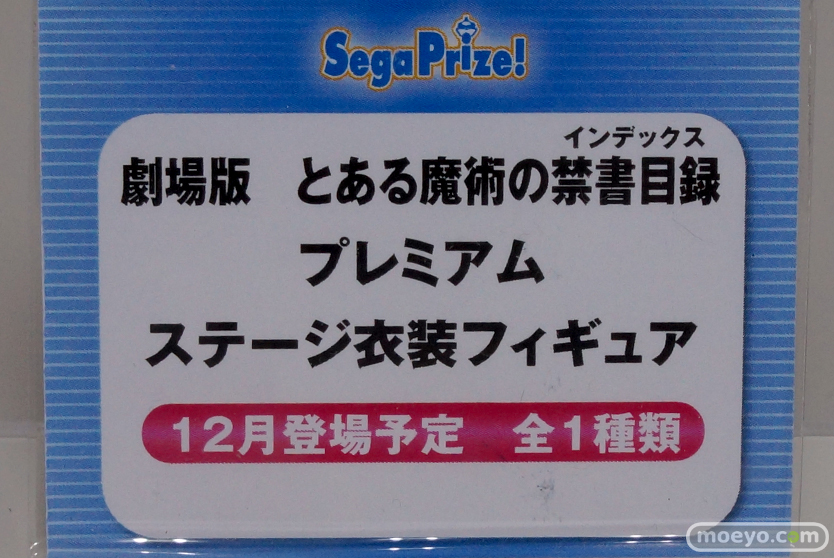 SegaPrize!
インデックス
劇場版 とある魔術の禁書目録
プレミアム
ステージ衣装フィギュア
12月登場予定 全1種類
moeyo.com